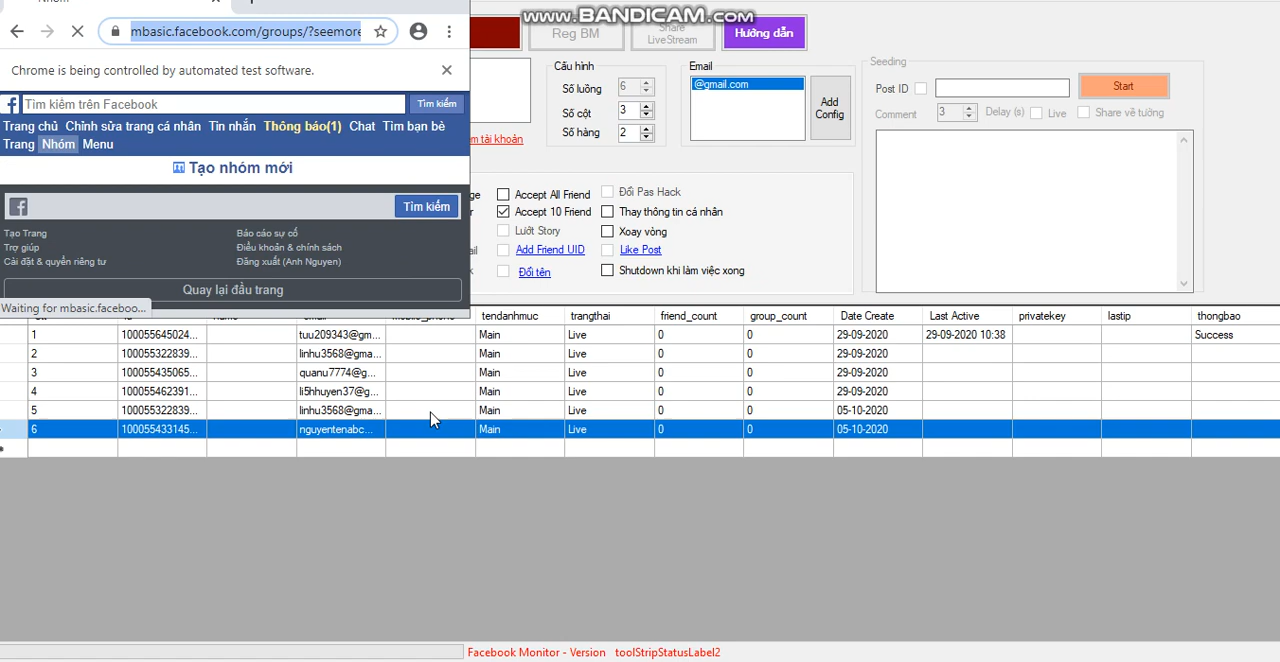 Nhóm
www.BANDICAM.com
mbasic.facebook.com/groups/?seemore
Chrome is being controlled by automated test software.
Tìm kiếm trên Facebook
Tìm kiếm
Trang chủ Chỉnh sửa trang cá nhân Tin nhắn Thông báo(1) Chat Tìm bạn bè
Trang Nhóm Menu
Tạo nhóm mới
Tìm kiếm
Tạo Trang
Báo cáo sự cố
Trợ giúp
Điều khoản & chính sách
Cài đặt & quyền riêng tư
Đăng xuất (Anh Nguyen)
Quay lại đầu trang
Waiting for mbasic.faceboo...
Reg BM
Share
LiveStream
Hướng dẫn
Cấu hình
Số luồng 6
Số cột 3
Số hàng 2
Email
@gmail.com
Add
Config
Seeding
Post ID
Start
Comment 3 Delay (s) Live Share về tường
Accept All Friend
Đổi Pas Hack
Accept 10 Friend
Thay thông tin cá nhân
Lướt Story
Xoay vòng
Add Friend UID
Like Post
Đổi tên
Shutdown khi làm việc xong
tendanhmuc trangthai friend_count group_count Date Create Last Active privatekey lastip thongbao
1 100055645024... tuu209343@gm... Main Live 0 0 29-09-2020 29-09-2020 10:38 Success
2 100055322839... linhu3568@gma... Main Live 0 0 29-09-2020
3 100055435065... quanu7774@g... Main Live 0 0 29-09-2020
4 100055462391... li5hhuyen37@g... Main Live 0 0 29-09-2020
5 100055322839... linhu3568@gma... Main Live 0 0 05-10-2020
6 100055433145... nguyentenabc... Main Live 0 0 05-10-2020
Facebook Monitor - Version toolStripStatusLabel2